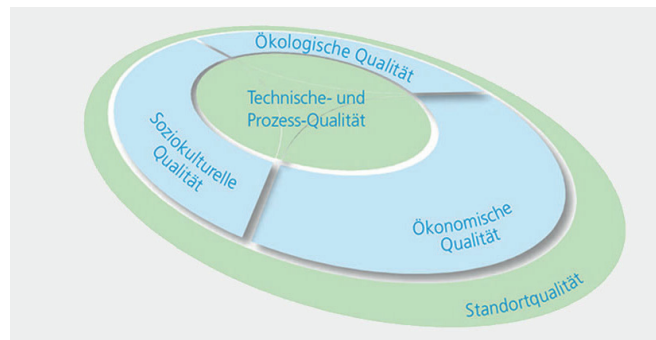 Ökologische Qualität
Technische- und
Prozess-Qualität
Soziokulturelle
Qualität
Ökonomische
Qualität
Standortqualität